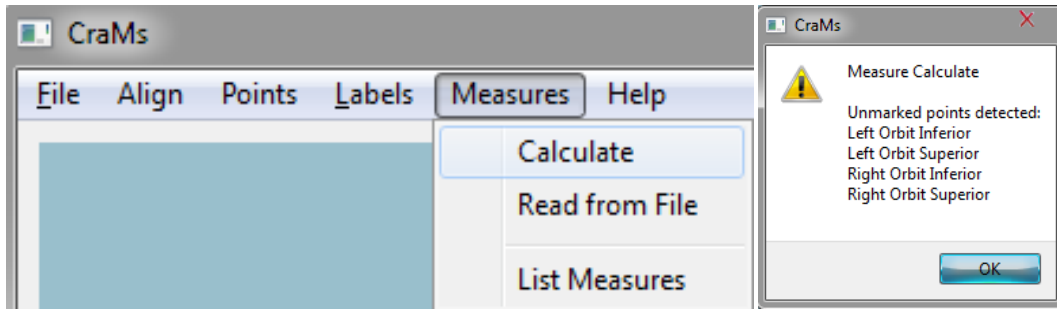 CraMs
File Align Points Labels Measures Help
Calculate
Read from File
List Measures
CraMs
Measure Calculate
Unmarked points detected:
Left Orbit Inferior
Left Orbit Superior
Right Orbit Inferior
Right Orbit Superior
OK